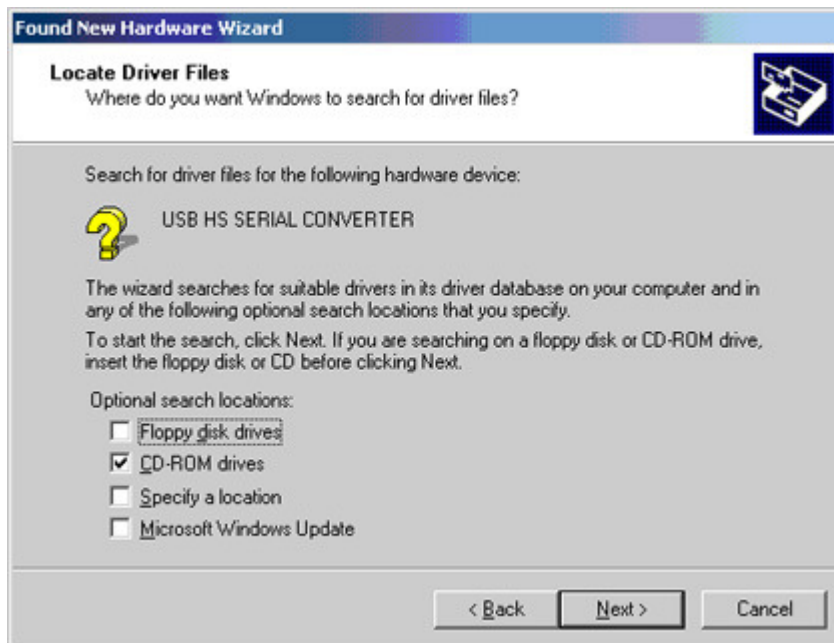 Found New Hardware Wizard
Locate Driver Files
Where do you want Windows to search for driver files?
Search for driver files for the following hardware device:
USB HS SERIAL CONVERTER
The wizard searches for suitable drivers in its driver database on your computer and in
any of the following optional search locations that you specify.
To start the search, click Next. If you are searching on a floppy disk or CD-ROM drive,
insert the floppy disk or CD before clicking Next.
Optional search locations:
Floppy disk drives
CD-ROM drives
Specify a location
Microsoft Windows Update
< Back Next > Cancel